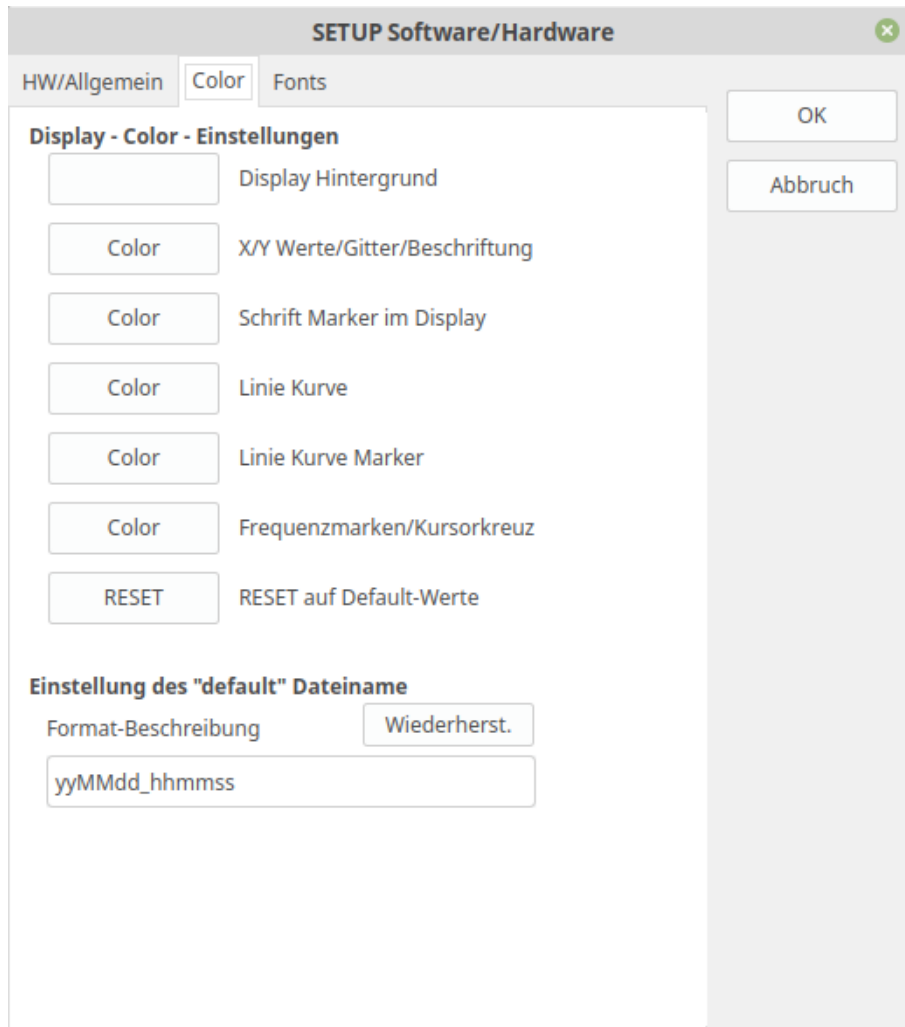 SETUP Software/Hardware
HW/Allgemein Color Fonts
OK
Abbruch
Display - Color - Einstellungen
Display Hintergrund
Color X/Y Werte/Gitter/Beschriftung
Color Schrift Marker im Display
Color Linie Kurve
Color Linie Kurve Marker
Color Frequenzmarken/Kursorkreuz
RESET RESET auf Default-Werte
Einstellung des "default" Dateiname
Format-Beschreibung Wiederherst.
yyMMdd_hhmmss